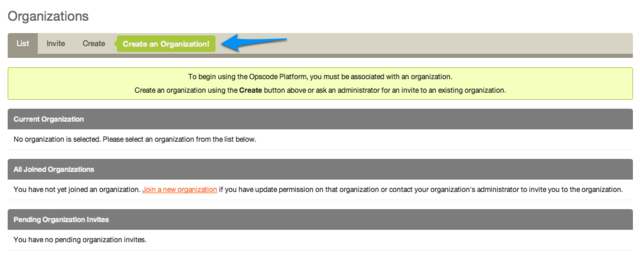 Organizations
List Invite Create Create an Organization!
To begin using the Opscode Platform, you must be associated with an organization.
Create an organization using the Create button above or ask an administrator for an invite to an existing organization.
Current Organization
No organization is selected. Please select an organization from the list below.
All Joined Organizations
You have not yet joined an organization. Join a new organization if you have update permission on that organization or contact your organization's administrator to invite you to the organization.
Pending Organization Invites
You have no pending organization invites.